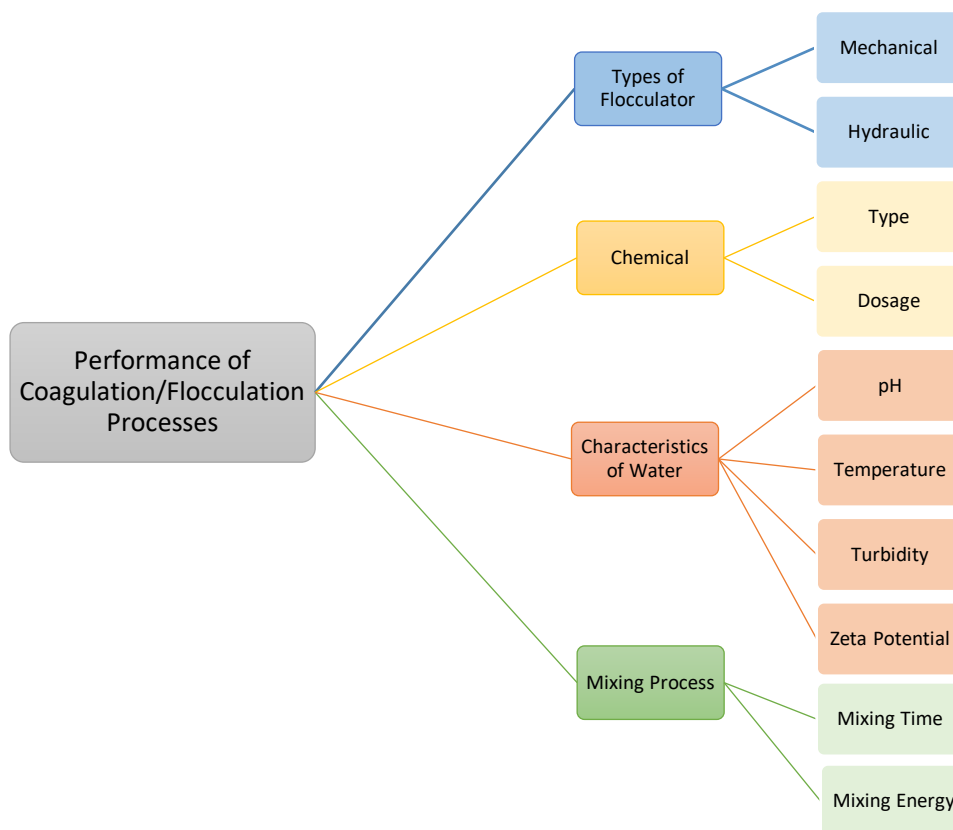 Performance of
Coagulation/Flocculation
Processes
Types of
Flocculator
Mechanical
Hydraulic
Chemical
Type
Dosage
Characteristics
of Water
pH
Temperature
Turbidity
Zeta Potential
Mixing Process
Mixing Time
Mixing Energy